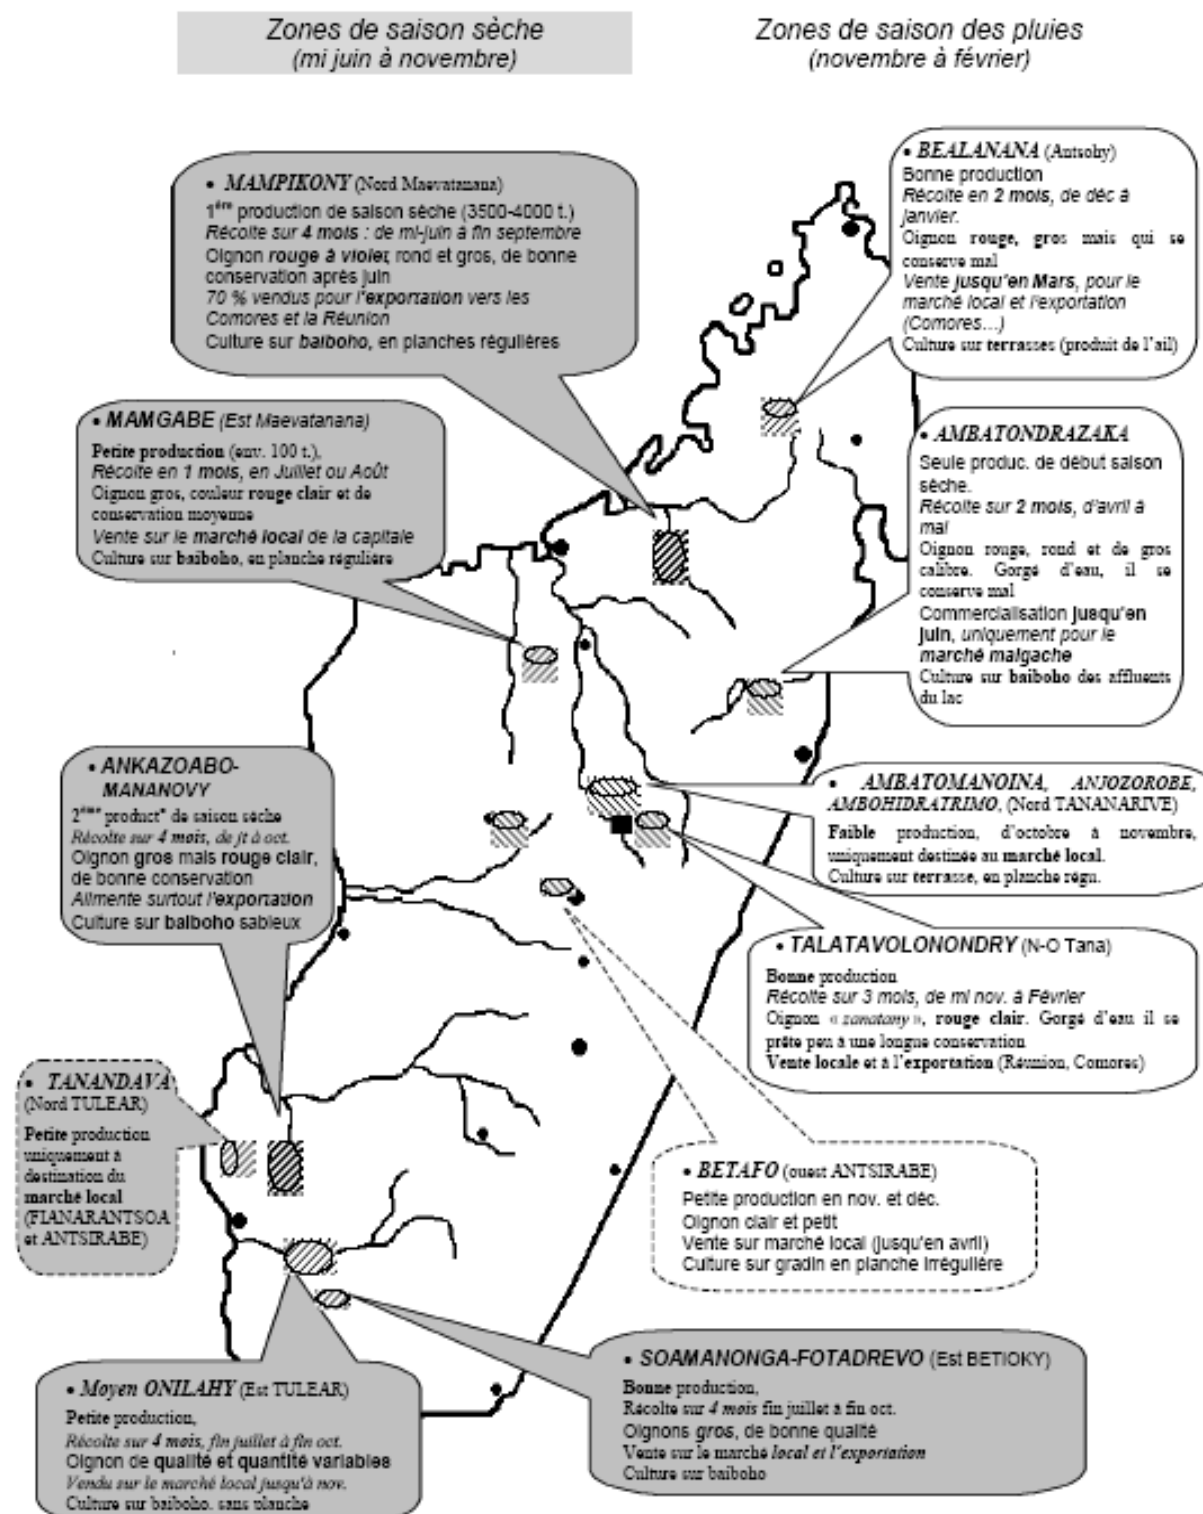 Zones de saison sèche
(mi juin à novembre)
Zones de saison des pluies
(novembre à février)
• MAMPIKONY (Nord Maevatanana)
1ère production de saison sèche (3500-4000 t.)
Récolte sur 4 mois : de mi-juin à fin septembre
Oignon rouge à violet, rond et gros, de bonne
conservation après juin
70 % vendus pour l'exportation vers les
Comores et la Réunion
Culture sur baiboho, en planches régulières
• BEALANANA (Antsohy)
Bonne production
Récolte en 2 mois, de déc à
janvier.
Oignon rouge, gros mais qui se
conserve mal
Vente jusqu'en Mars, pour le
marché local et l'exportation
(Comores...)
Culture sur terrasses (produit de l'ail)
• MAMGABE (Est Maevatanana)
Petite production (env. 100 t.),
Récolte en 1 mois, en Juillet ou Août
Oignon gros, couleur rouge clair et de
conservation moyenne
Vente sur le marché local de la capitale
Culture sur baiboho, en planche régulière
• AMBATONDRAZAKA
Seule produc. de début saison
sèche.
Récolte sur 2 mois, d'avril à
mai
Oignon rouge, rond et de gros
calibre. Gorgé d'eau, il se
conserve mal
Commercialisation jusqu'en
juin, uniquement pour le
marché malgache
Culture sur baiboho des affluents
du lac
• ANKAZOABO-
MANANOVY
2ème product° de saison sèche
Récolte sur 4 mois, de jt à oct.
Oignon gros mais rouge clair,
de bonne conservation
Alimente surtout l'exportation
Culture sur baiboho sableux
• AMBATOMANOINA, ANJOZOROBE,
AMBOHIDRATRIMO, (Nord TANANARIVE)
Faible production, d'octobre à novembre,
uniquement destinée au marché local.
Culture sur terrasse, en planche régu.
• TALATAVOLONONDRY (N-O Tana)
Bonne production
Récolte sur 3 mois, de mi nov. à Février
Oignon « zanatany », rouge clair. Gorgé d'eau il se
prête peu à une longue conservation
Vente locale et à l'exportation (Réunion, Comores)
• TANANDAVA
(Nord TULEAR)
Petite production
uniquement à
destination du
marché local
(FIANARANTSOA
et ANTSIRABE)
• BETAFO (ouest ANTSIRABE)
Petite production en nov. et déc.
Oignon clair et petit
Vente sur marché local (jusqu'en avril)
Culture sur gradin en planche irrégulière
• SOAMANONGA-FOTADREVO (Est BETIOKY)
Bonne production,
Récolte sur 4 mois fin juillet à fin oct.
Oignons gros, de bonne qualité
Vente sur le marché local et l'exportation
Culture sur baiboho
• Moyen ONILAHY (Est TULEAR)
Petite production,
Récolte sur 4 mois, fin juillet à fin oct.
Oignon de qualité et quantité variables
Vendu sur le marché local jusqu'à nov.
Culture sur baiboho. sans planche